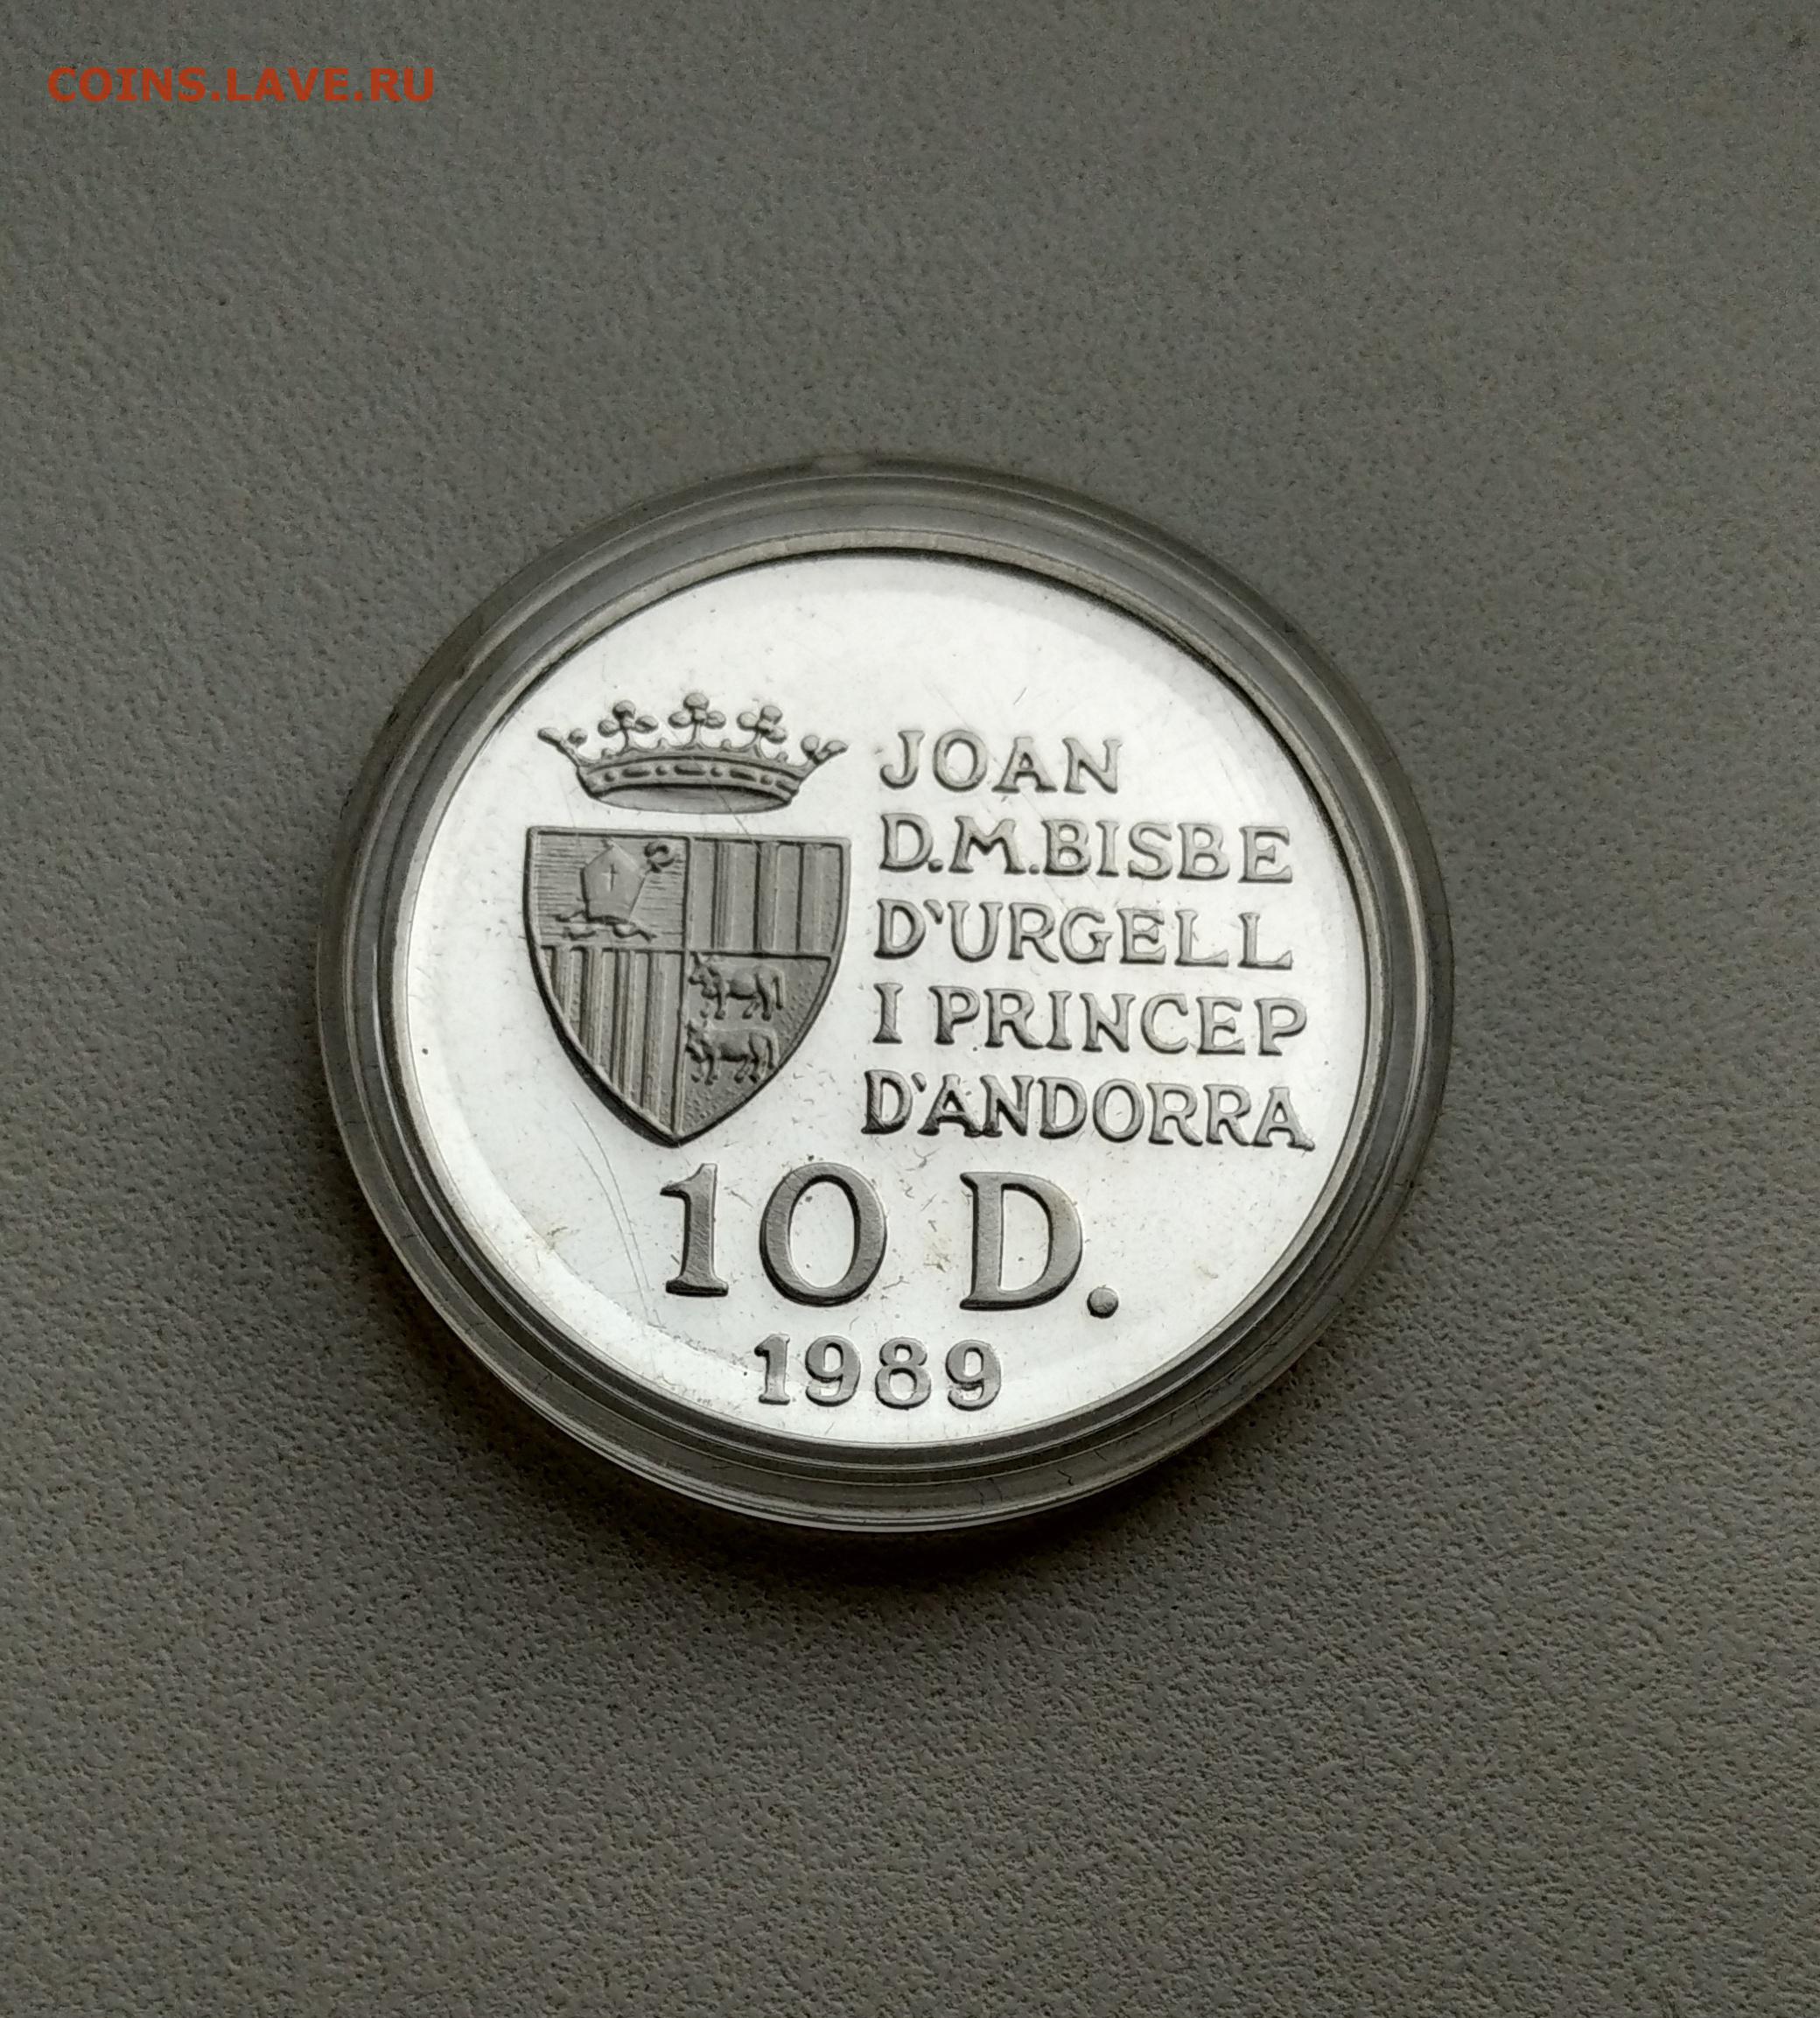 COINS.LAVE.RU
JOAN
D.M.BISBE
D'URGELL
I PRINCEP
D'ANDORRA
10 D.
1989